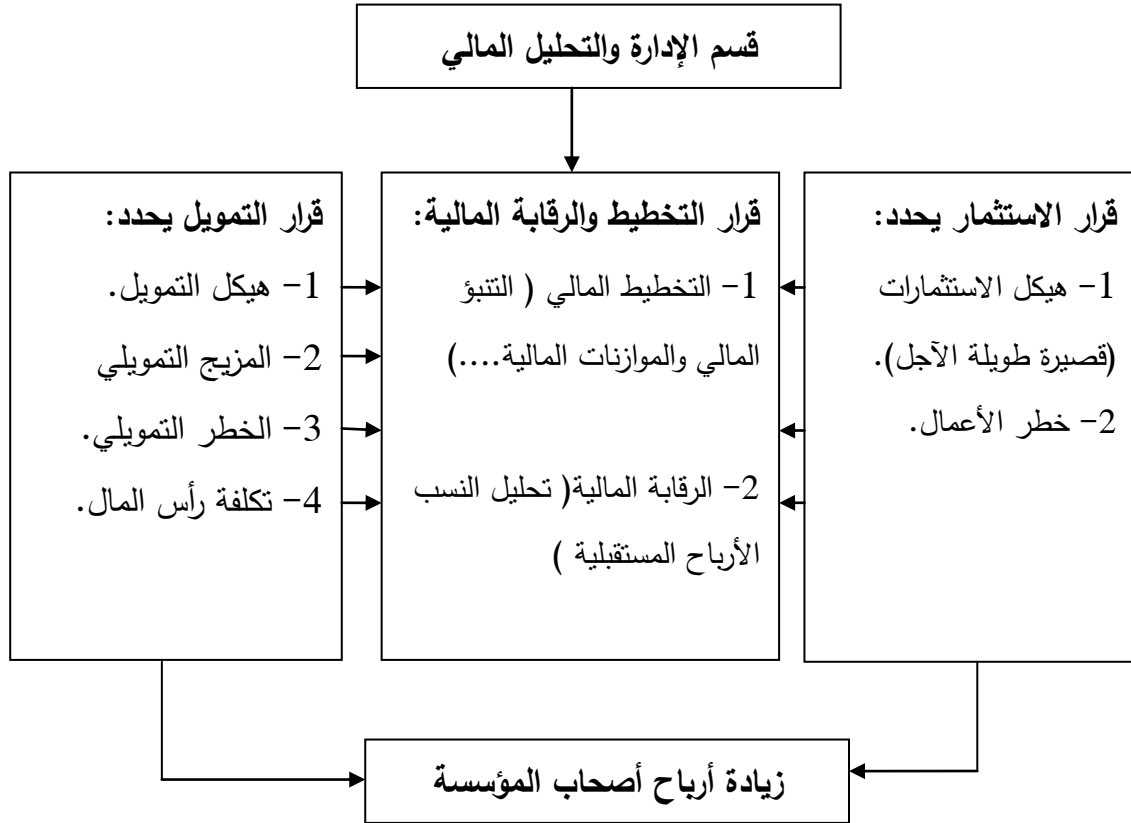 قسم الإدارة والتحليل المالي
قرار الاستثمار يحدد:
1- هيكل الاستثمارات
(قصيرة طويلة الآجل).
2- خطر الأعمال.
قرار التخطيط والرقابة المالية:
1- التخطيط المالي ( التنبؤ
المالي والموازنات المالية....)
2- الرقابة المالية( تحليل النسب
الأرباح المستقبلية )
قرار التمويل يحدد:
1- هيكل التمويل.
2- المزيج التمويلي
3- الخطر التمويلي.
4- تكلفة رأس المال.
زيادة أرباح أصحاب المؤسسة